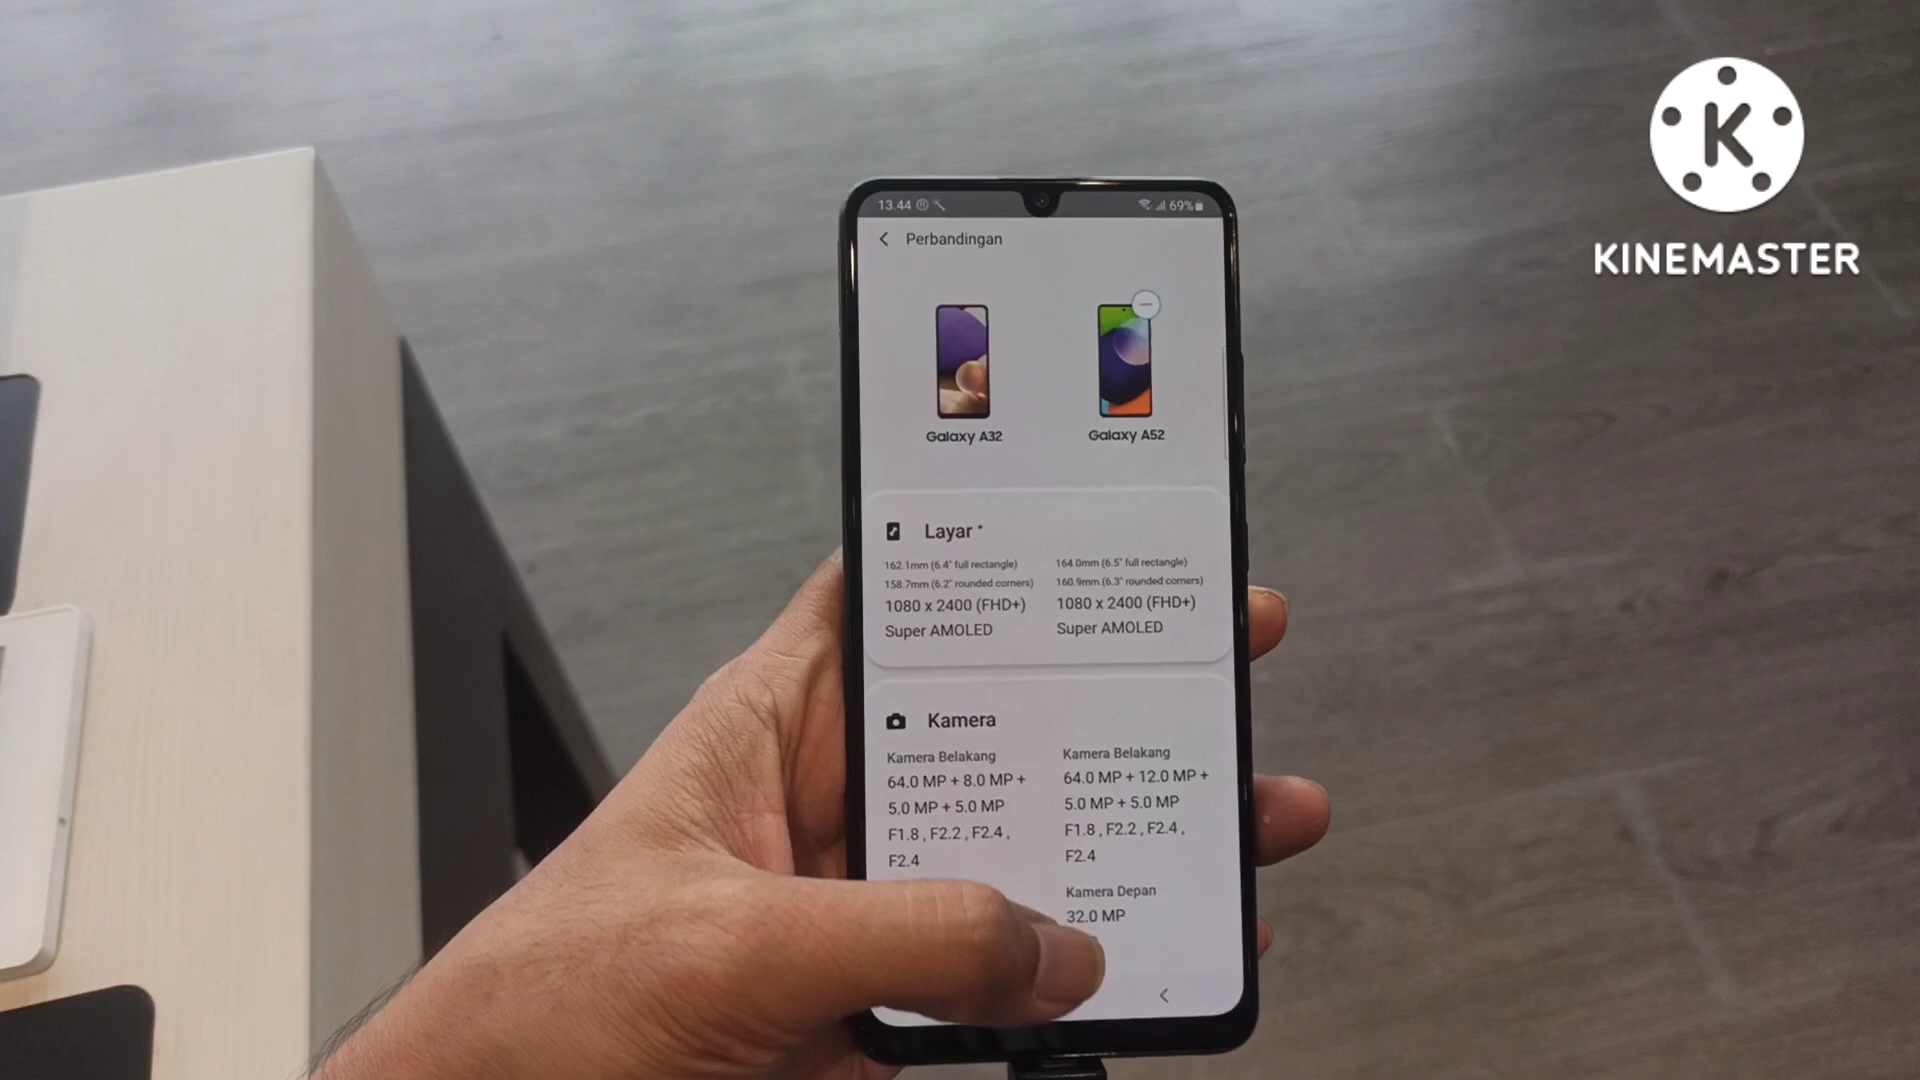 KINEMASTER
13.44 69%
Perbandingan
Galaxy A32 Galaxy A52
Layar *
162.1mm (6.4" full rectangle) 164.0mm (6.5" full rectangle)
158.7mm (6.2" rounded corners) 160.9mm (6.3" rounded corners)
1080 x 2400 (FHD+) 1080 x 2400 (FHD+)
Super AMOLED Super AMOLED
Kamera
Kamera Belakang Kamera Belakang
64.0 MP + 8.0 MP + 64.0 MP + 12.0 MP +
5.0 MP + 5.0 MP 5.0 MP + 5.0 MP
F1.8 , F2.2 , F2.4 , F1.8 , F2.2 , F2.4 ,
F2.4 F2.4
Kamera Depan
32.0 MP